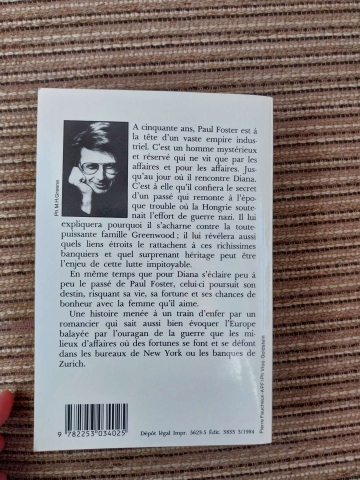 A cinquante ans, Paul Foster est à
la tête d'un vaste empire indus-
triel. C'est un homme mystérieux
et réservé qui ne vit que par les
affaires et pour les affaires. Jus-
qu'au jour où il rencontre Diana.
C'est à elle qu'il confiera le secret
d'un passé qui remonte à l'épo-
que trouble où la Hongrie soute-
nait l'effort de guerre nazi. Il lui
expliquera pourquoi il s'acharne contre la toute-
puissante famille Greenwood ; il lui révélera aussi
quels liens étroits le rattachent à ces richissimes
banquiers et quel surprenant héritage peut être
l'enjeu de cette lutte impitoyable.
En même temps que pour Diana s'éclaire peu à
peu le passé de Paul Foster, celui-ci poursuit son
destin, risquant sa vie, sa fortune et ses chances de
bonheur avec la femme qu'il aime.
Une histoire menée à un train d'enfer par un
romancier qui sait aussi bien évoquer l'Europe
balayée par l'ouragan de la guerre que les mi-
lieux d'affaires où des fortunes se font et se défont
dans les bureaux de New York ou les banques de
Zurich.
9 782253 034025
Dépôt légal Impr. 5623-5 Édit. 5855 3/1984